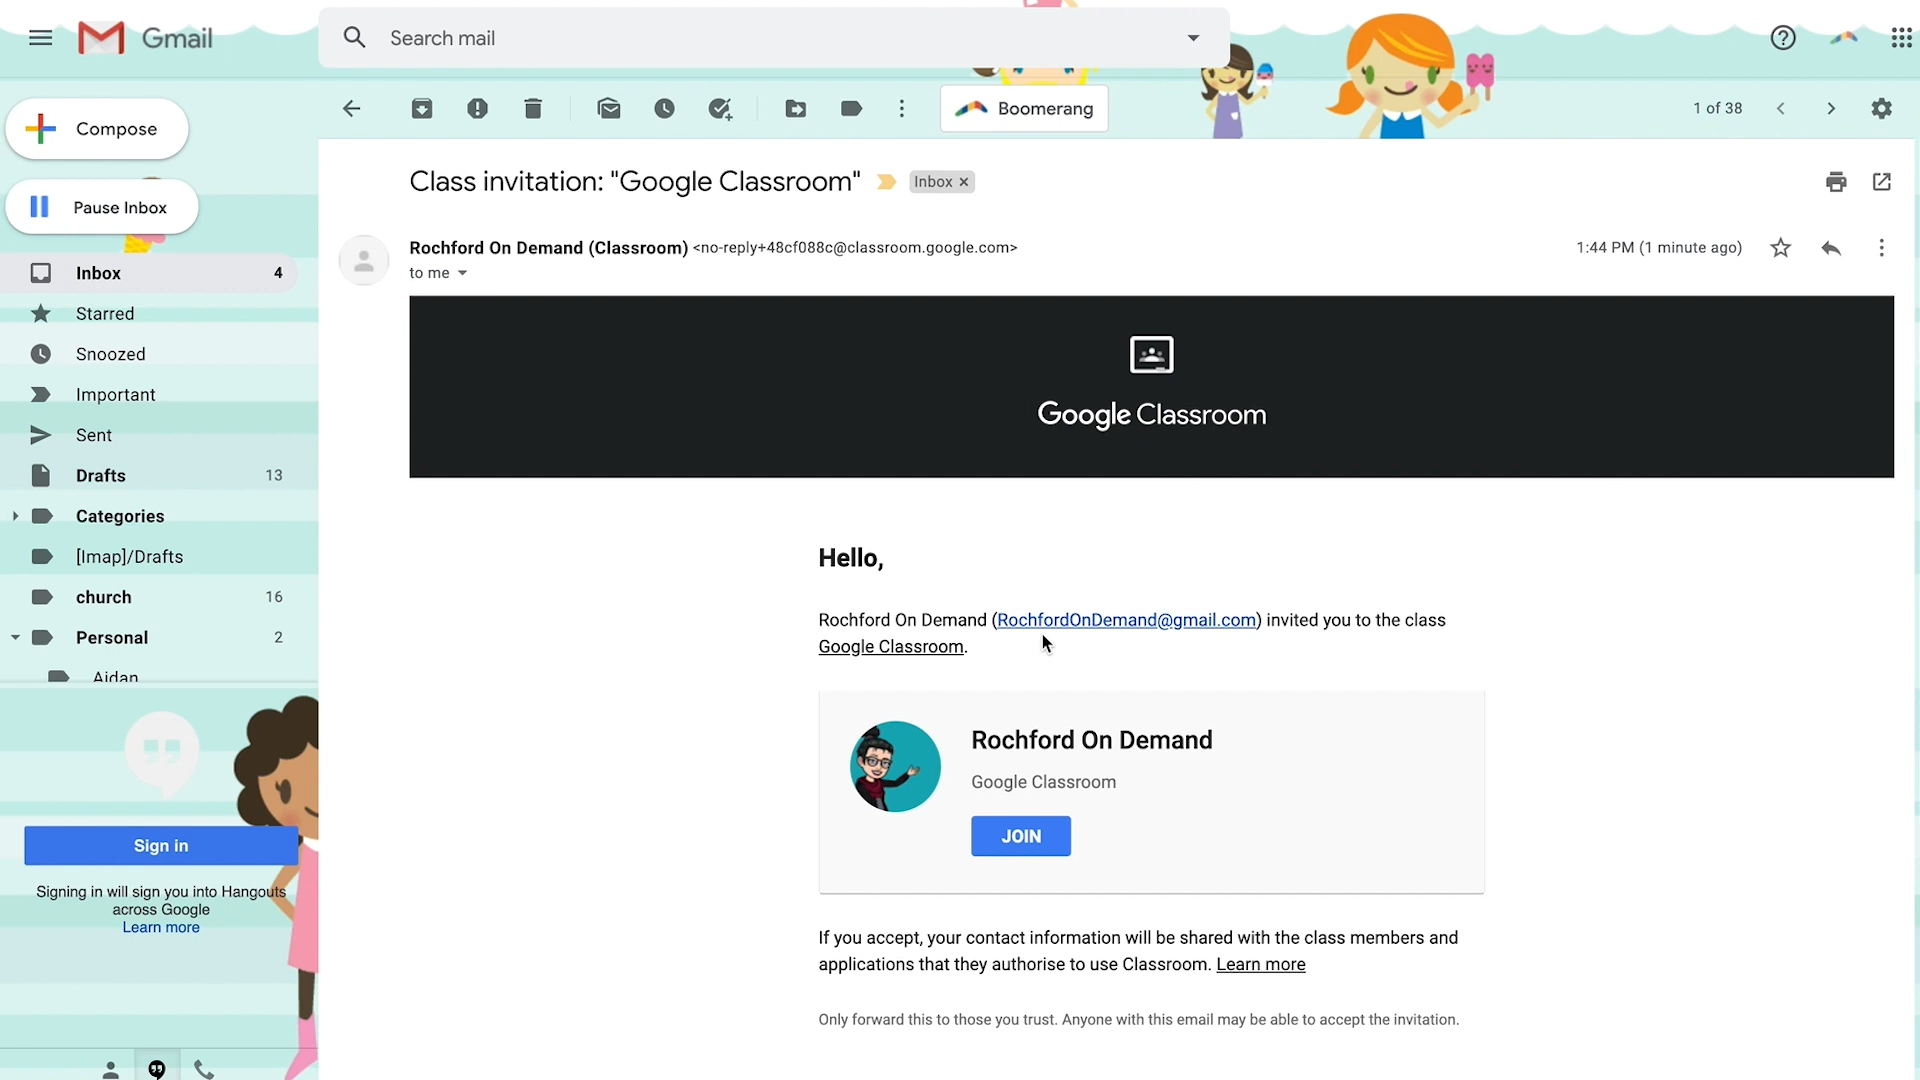 Gmail
Search mail
Compose
Boomerang
1 of 38
Pause Inbox
Class invitation: "Google Classroom"
Inbox
Rochford On Demand (Classroom) <no-reply+48cf088c@classroom.google.com>
1:44 PM (1 minute ago)
to me
Inbox 4
Starred
Snoozed
Important
Sent
Drafts 13
Categories
[Imap]/Drafts
church 16
Personal 2
Aidan
Sign in
Signing in will sign you into Hangouts
across Google
Learn more
Google Classroom
Hello,
Rochford On Demand (RochfordOnDemand@gmail.com) invited you to the class
Google Classroom.
Rochford On Demand
Google Classroom
JOIN
If you accept, your contact information will be shared with the class members and
applications that they authorise to use Classroom. Learn more
Only forward this to those you trust. Anyone with this email may be able to accept the invitation.